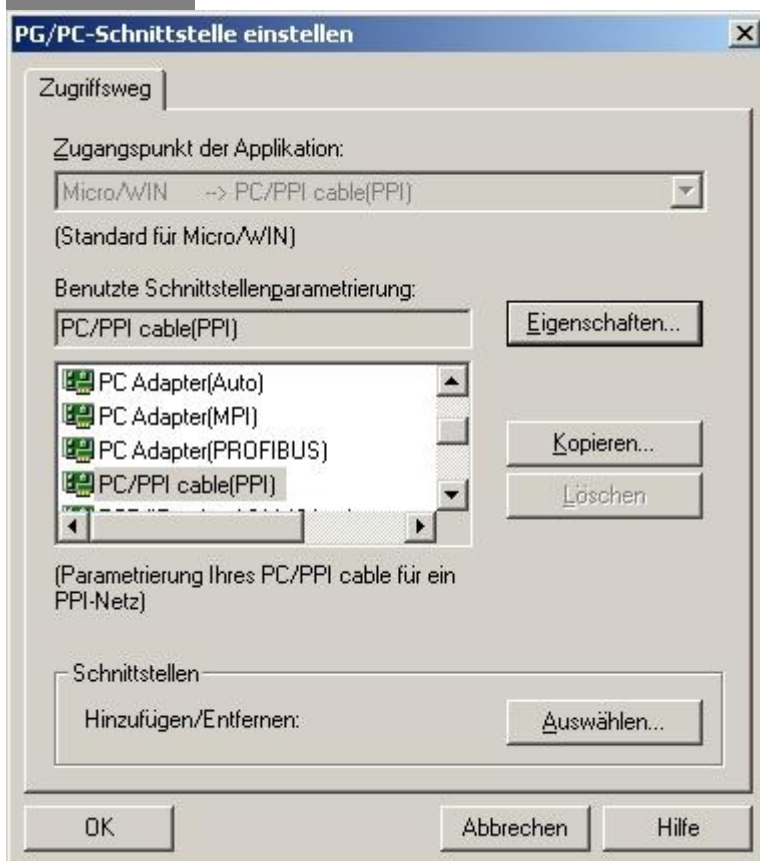 PG/PC-Schnittstelle einstellen
Zugriffsweg
Zugangspunkt der Applikation:
Micro/WIN --> PC/PPI cable(PPI)
(Standard für Micro/WIN)
Benutzte Schnittstellenparametrierung:
PC/PPI cable(PPI)
Eigenschaften...
PC Adapter(Auto)
PC Adapter(MPI)
PC Adapter(PROFIBUS)
PC/PPI cable(PPI)
Kopieren...
Löschen
(Parametrierung Ihres PC/PPI cable für ein
PPI-Netz)
Schnittstellen
Hinzufügen/Entfernen:
Auswählen...
OK
Abbrechen
Hilfe